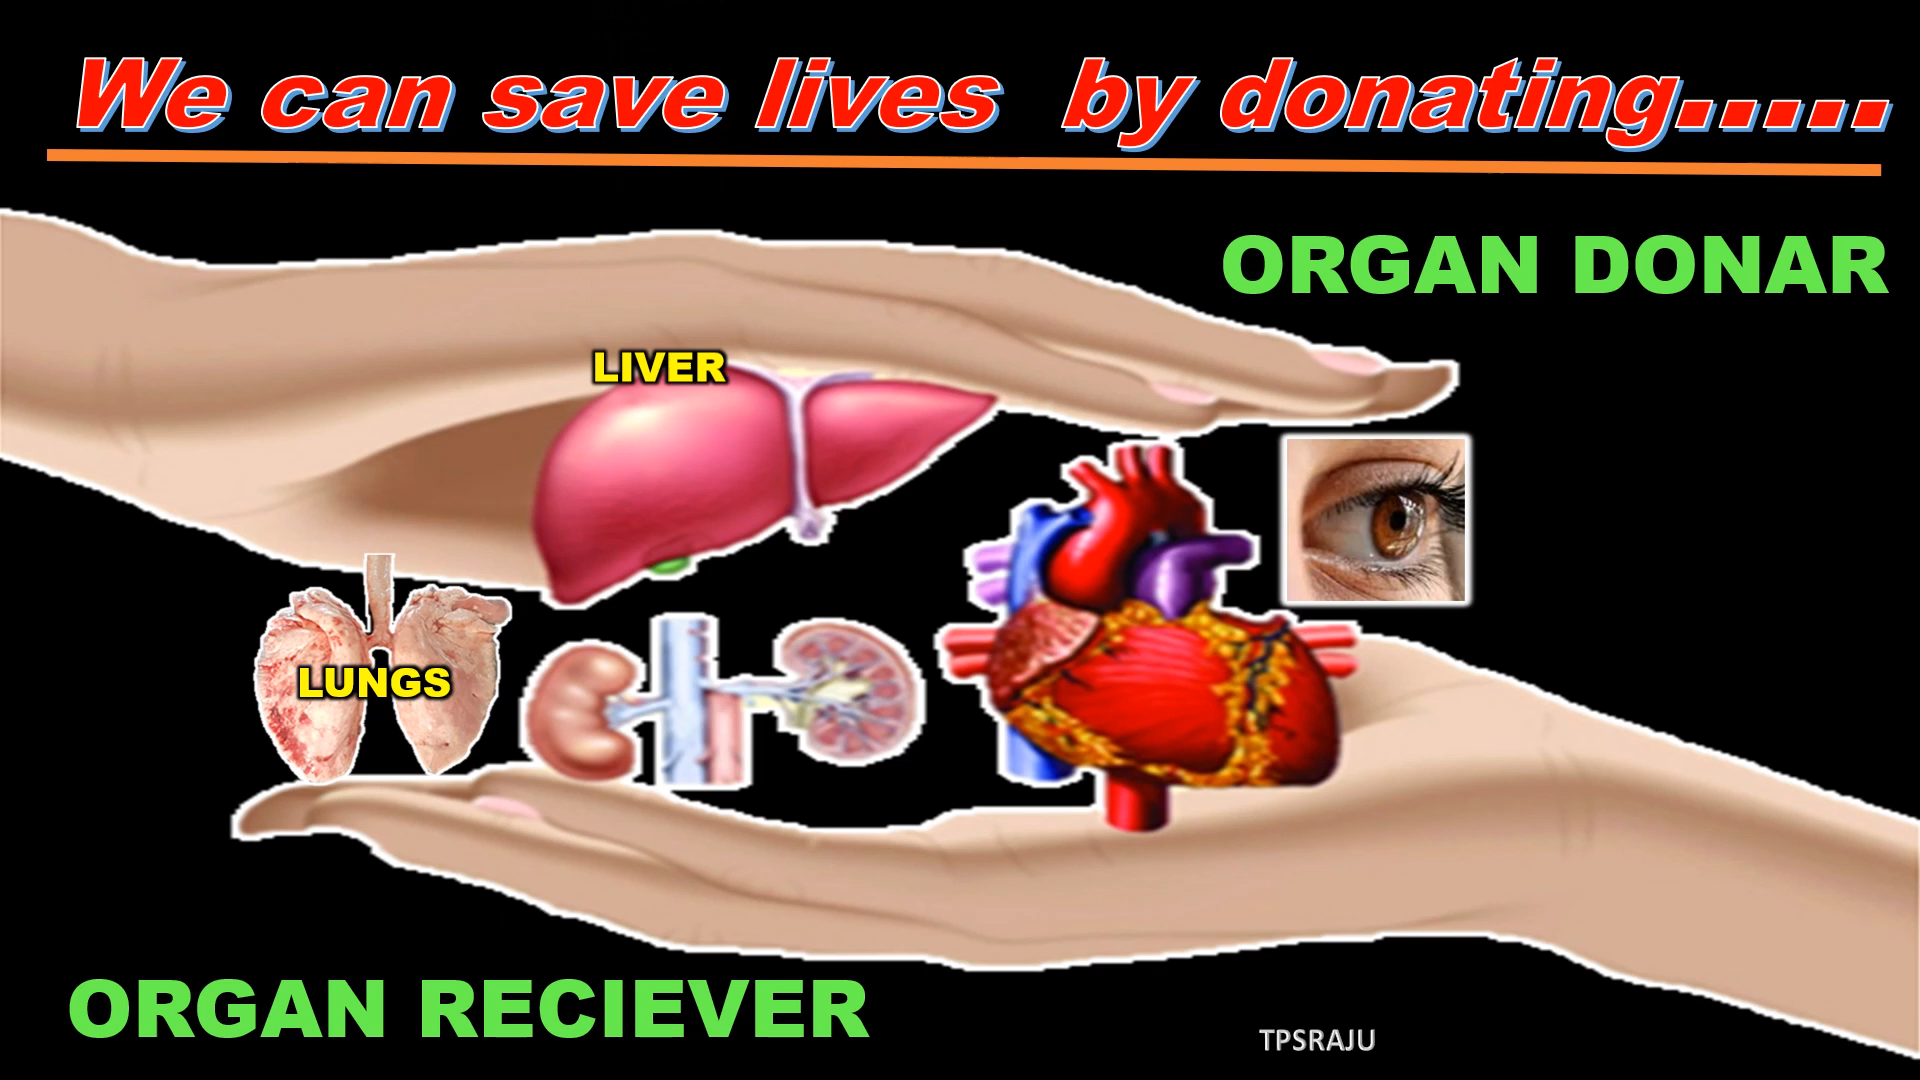 We can save lives by donating.....
ORGAN DONAR
LIVER
LUNGS
ORGAN RECIEVER
TPSRAJU